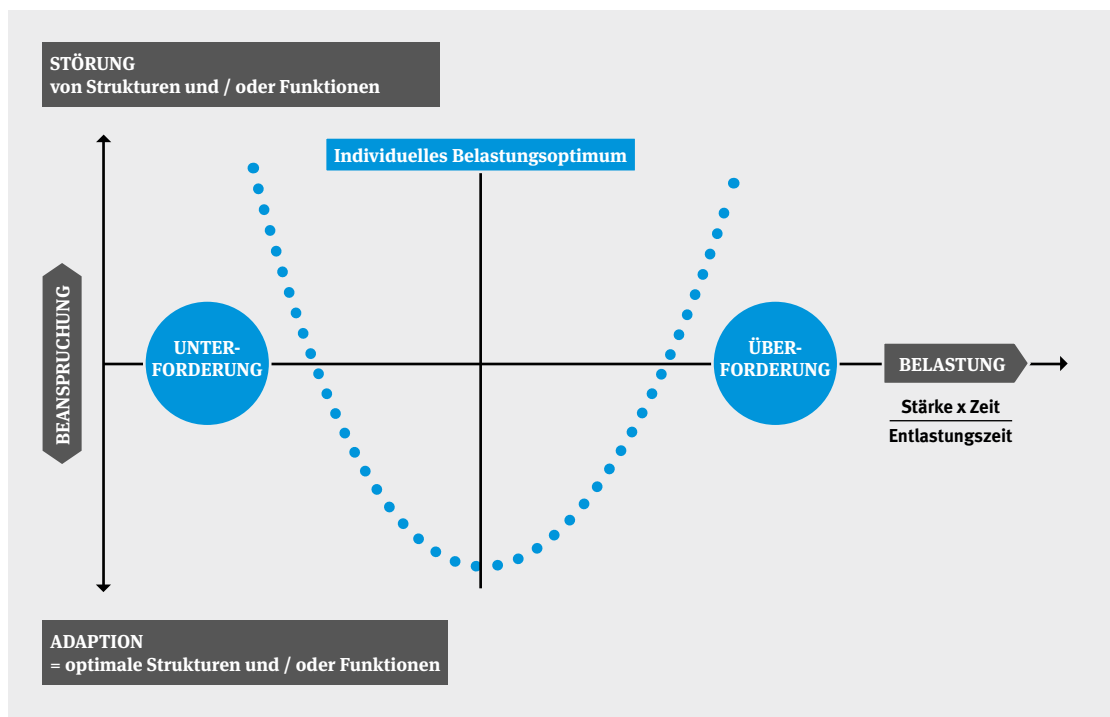 STÖRUNG
von Strukturen und / oder Funktionen
Individuelles Belastungsoptimum
BEANSPRUCHUNG
UNTER-
FORDERUNG
ÜBER-
FORDERUNG
BELASTUNG
Stärke x Zeit
Entlastungszeit
ADAPTION
= optimale Strukturen und / oder Funktionen